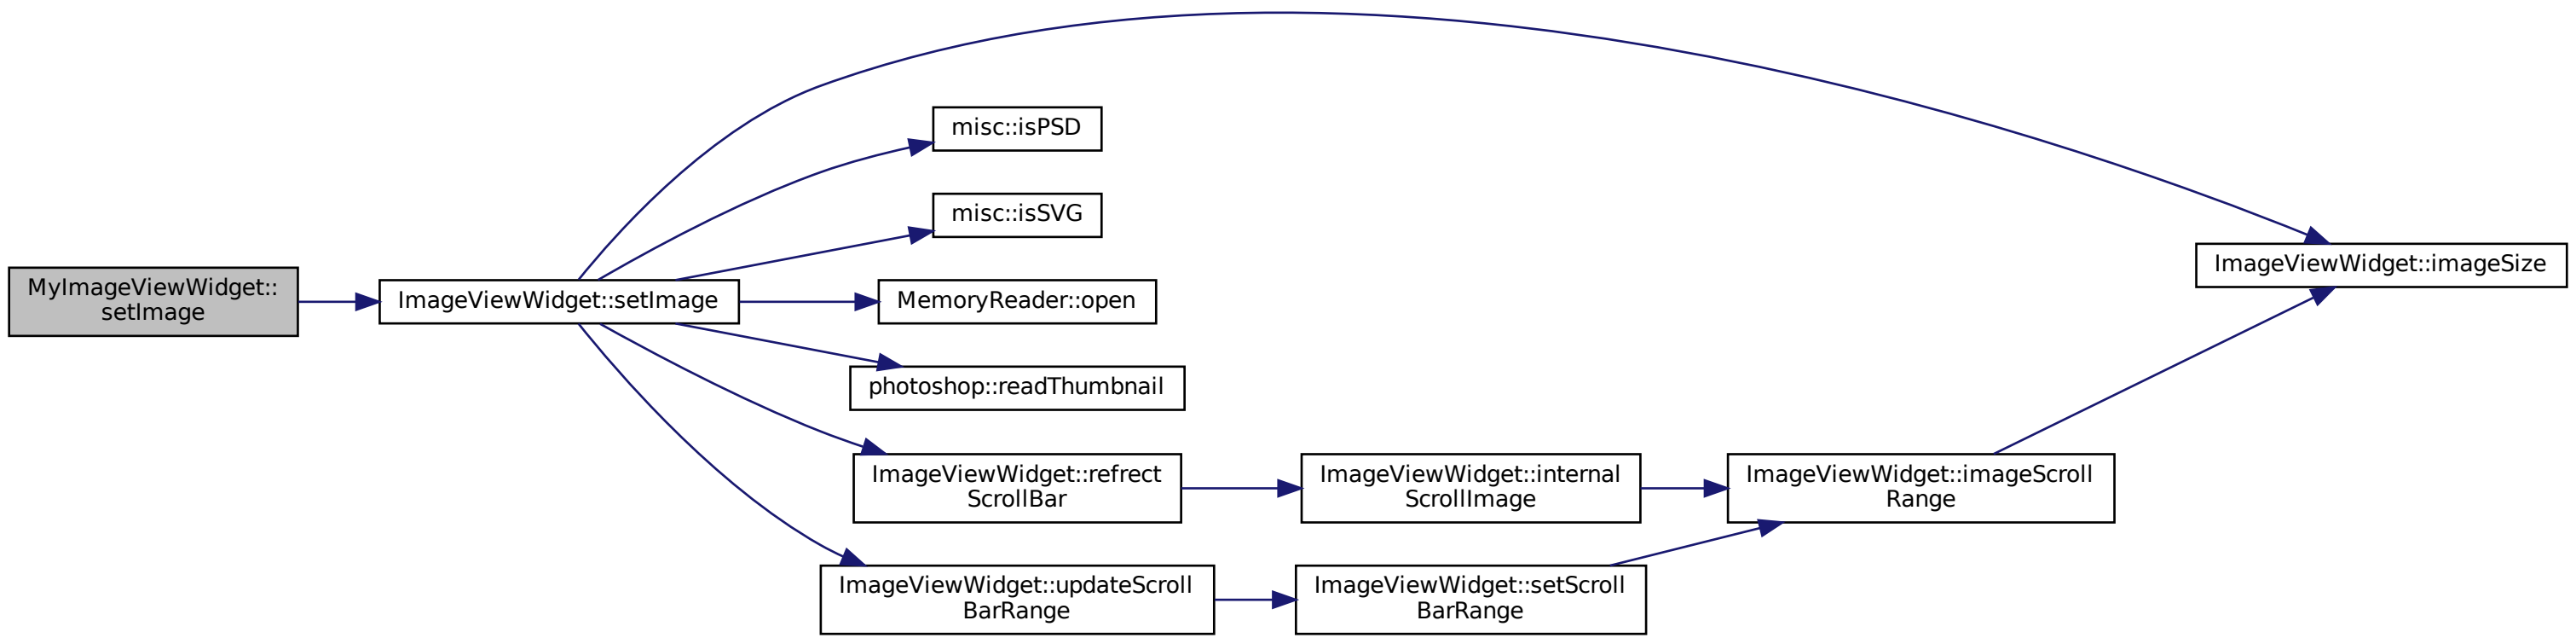 MyImageViewWidget::
setImage
ImageViewWidget::setImage
misc::isPSD
misc::isSVG
MemoryReader::open
photoshop::readThumbnail
ImageViewWidget::refrect
ScrollBar
ImageViewWidget::updateScroll
BarRange
ImageViewWidget::internal
ScrollImage
ImageViewWidget::setScroll
BarRange
ImageViewWidget::imageScroll
Range
ImageViewWidget::imageSize